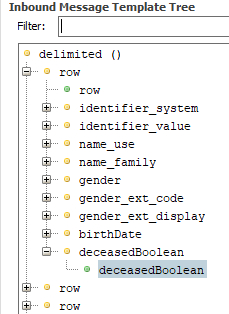 Inbound Message Template Tree
Filter:
delimited ()
row
row
identifier_system
identifier_value
name_use
name_family
gender
gender_ext_code
gender_ext_display
birthDate
deceasedBoolean
deceasedBoolean
row
row